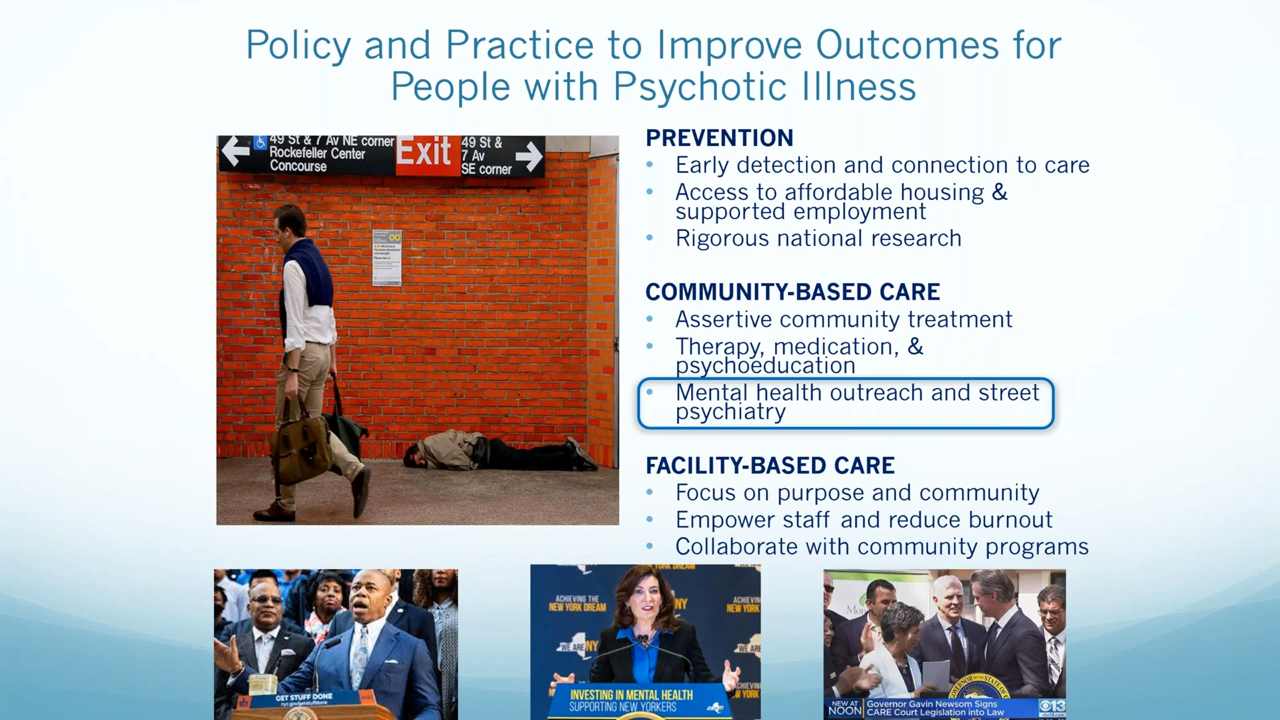 Policy and Practice to Improve Outcomes for
People with Psychotic Illness
49 St & 7 Av NE corner
Rockefeller Center
Concourse
Exit
49 St &
7 Av
SE corner
PREVENTION
• Early detection and connection to care
• Access to affordable housing &
supported employment
• Rigorous national research
COMMUNITY-BASED CARE
• Assertive community treatment
• Therapy, medication, &
psychoeducation
• Mental health outreach and street
psychiatry
FACILITY-BASED CARE
• Focus on purpose and community
• Empower staff and reduce burnout
• Collaborate with community programs
GET STUFF DONE
ACHIEVING THE
NEW YORK DREAM
WE ARE NY
INVESTING IN MENTAL HEALTH
SUPPORTING NEW YORKERS
NEW AT
NOON
Governor Gavin Newsom Signs
CARE Court Legislation into Law
CBS 13